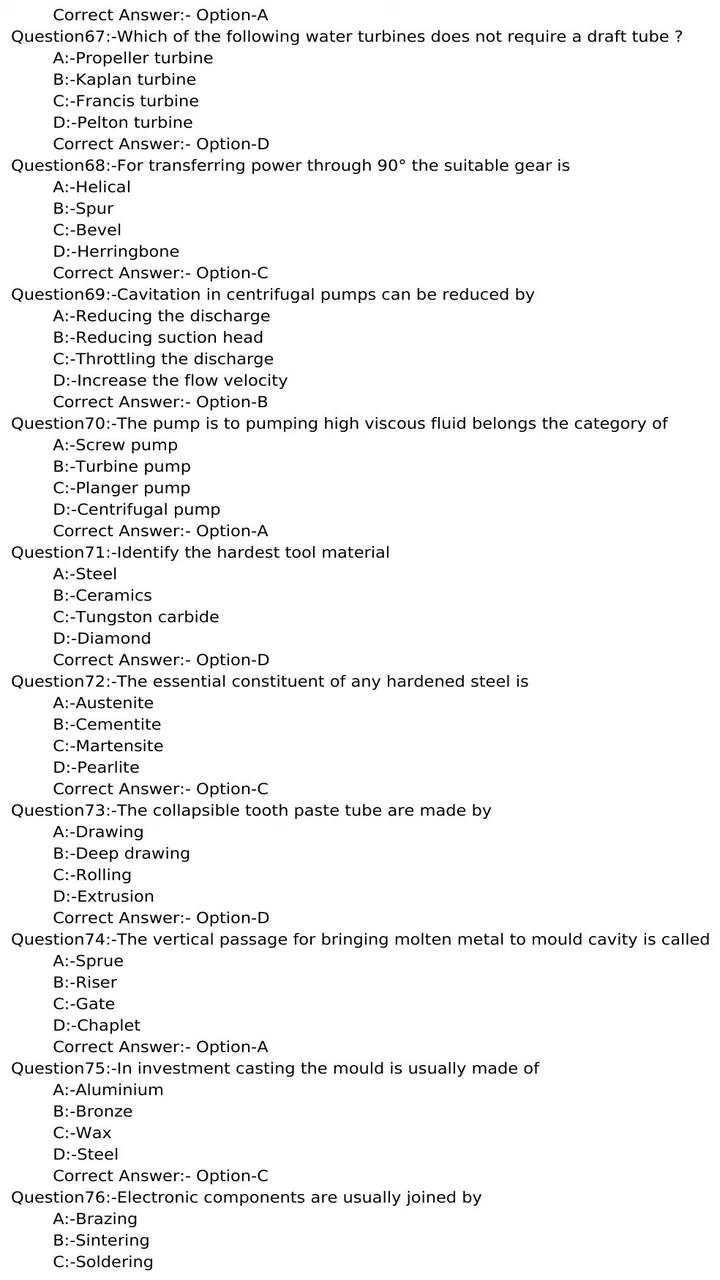 Correct Answer:- Option-A
Question67:-Which of the following water turbines does not require a draft tube ?
A:-Propeller turbine
B:-Kaplan turbine
C:-Francis turbine
D:-Pelton turbine
Correct Answer:- Option-D
Question68:-For transferring power through 90° the suitable gear is
A:-Helical
B:-Spur
C:-Bevel
D:-Herringbone
Correct Answer:- Option-C
Question69:-Cavitation in centrifugal pumps can be reduced by
A:-Reducing the discharge
B:-Reducing suction head
C:-Throttling the discharge
D:-Increase the flow velocity
Correct Answer:- Option-B
Question70:-The pump is to pumping high viscous fluid belongs the category of
A:-Screw pump
B:-Turbine pump
C:-Planger pump
D:-Centrifugal pump
Correct Answer:- Option-A
Question71:-Identify the hardest tool material
A:-Steel
B:-Ceramics
C:-Tungston carbide
D:-Diamond
Correct Answer:- Option-D
Question72:-The essential constituent of any hardened steel is
A:-Austenite
B:-Cementite
C:-Martensite
D:-Pearlite
Correct Answer:- Option-C
Question73:-The collapsible tooth paste tube are made by
A:-Drawing
B:-Deep drawing
C:-Rolling
D:-Extrusion
Correct Answer:- Option-D
Question74:-The vertical passage for bringing molten metal to mould cavity is called
A:-Sprue
B:-Riser
C:-Gate
D:-Chaplet
Correct Answer:- Option-A
Question75:-In investment casting the mould is usually made of
A:-Aluminium
B:-Bronze
C:-Wax
D:-Steel
Correct Answer:- Option-C
Question76:-Electronic components are usually joined by
A:-Brazing
B:-Sintering
C:-Soldering